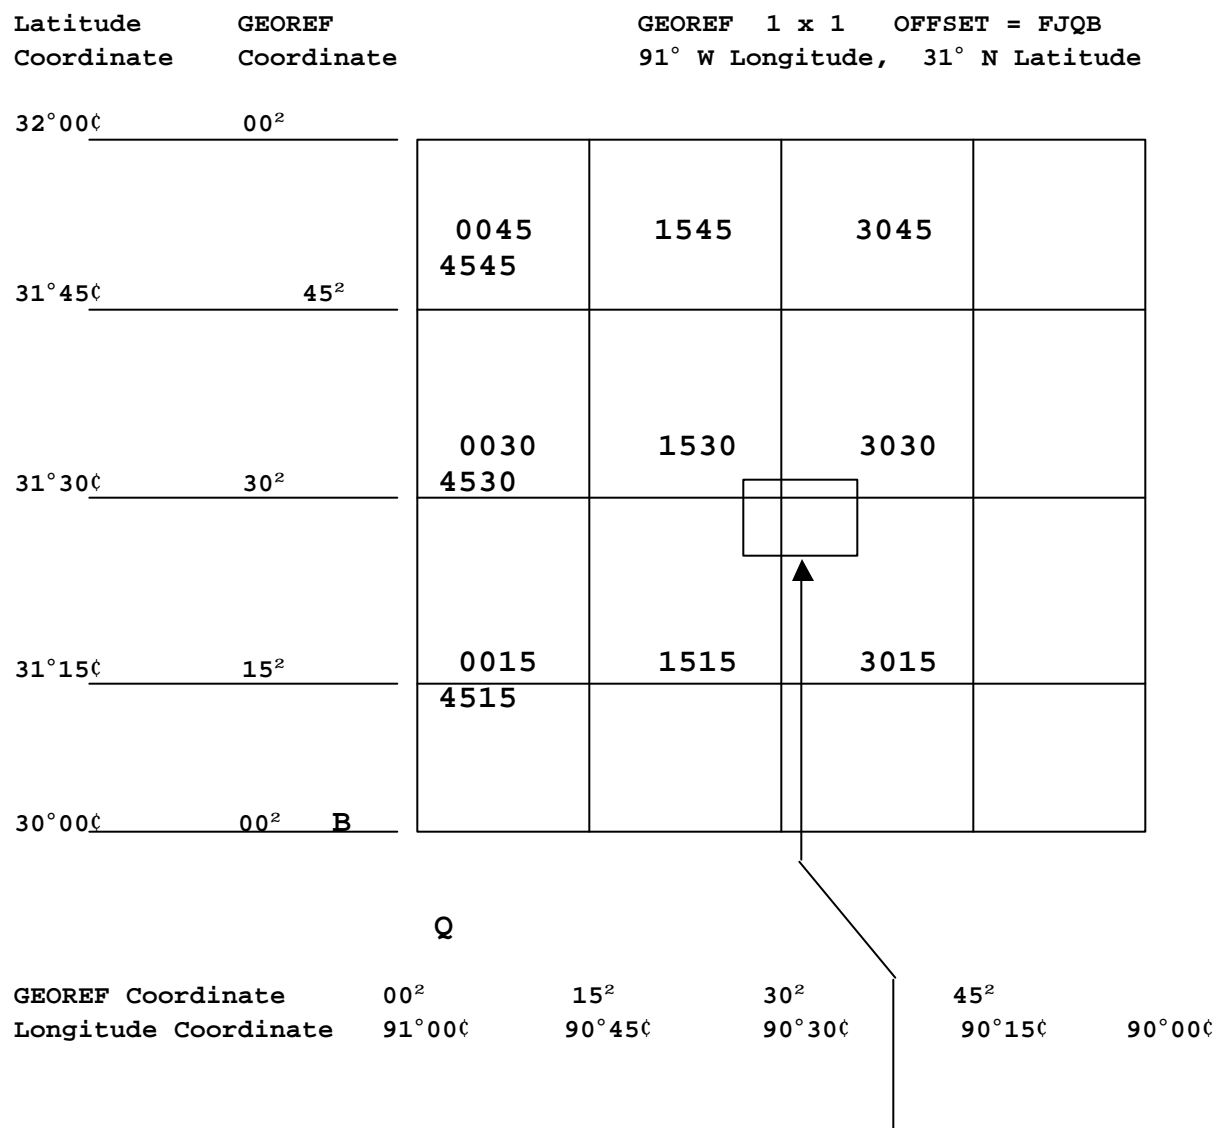 Latitude GEOREF GEOREF 1 x 1 OFFSET = FJQB
Coordinate Coordinate 91° W Longitude, 31° N Latitude
32°00¢ 00²
0045 1545 3045
4545
31°45¢ 45²
0030 1530 3030
31°30¢ 30² 4530
0015 1515 3015
31°15¢ 15²
4515
30°00¢ 00² B
Q
GEOREF Coordinate 00² 15² 30² 45²
Longitude Coordinate 91°00¢ 90°45¢ 90°30¢ 90°15¢ 90°00¢